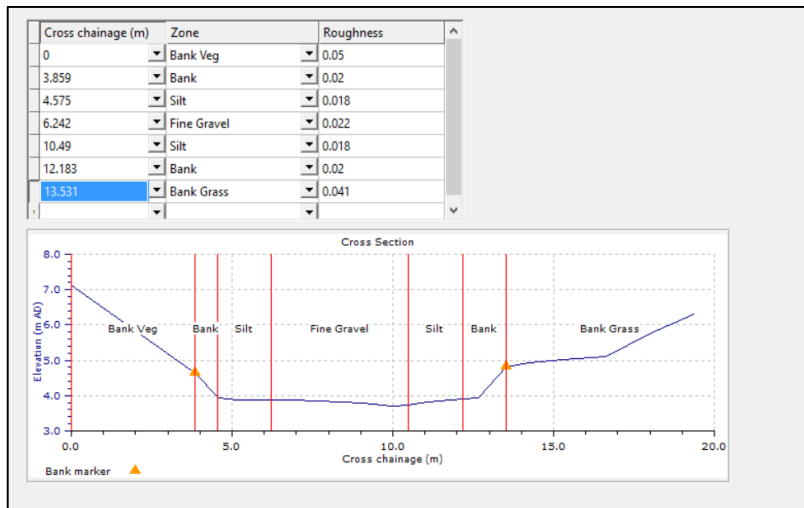 Cross chainage (m) Zone Roughness
0 Bank Veg 0.05
3.859 Bank 0.02
4.575 Silt 0.018
6.242 Fine Gravel 0.022
10.49 Silt 0.018
12.183 Bank 0.02
13.531 Bank Grass 0.041
Cross Section
8.0
7.0
6.0
5.0
4.0
3.0
Elevation (m AD)
Bank Veg Bank Silt Fine Gravel Silt Bank Bank Grass
0.0 5.0 10.0 15.0 20.0
Cross chainage (m)
Bank marker